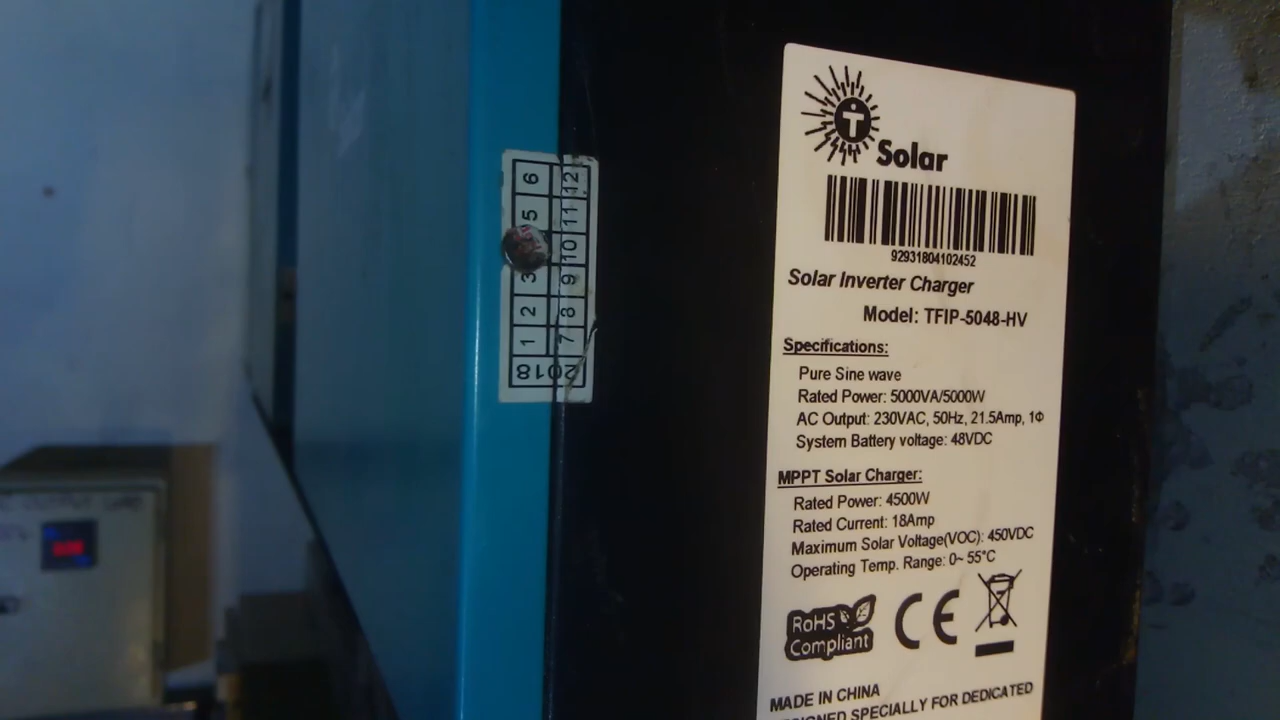 T
Solar
92931804102452
Solar Inverter Charger
Model: TFIP-5048-HV
Specifications:
Pure Sine wave
Rated Power: 5000VA/5000W
AC Output: 230VAC, 50Hz, 21.5Amp, 1Φ
System Battery voltage: 48VDC
MPPT Solar Charger:
Rated Power: 4500W
Rated Current: 18Amp
Maximum Solar Voltage(VOC): 450VDC
Operating Temp. Range: 0~ 55°C
RoHS
Compliant
CE
MADE IN CHINA
SPECIALLY FOR DEDICATED
1 2 3 5 6
7 8 9 10 11 12
2018